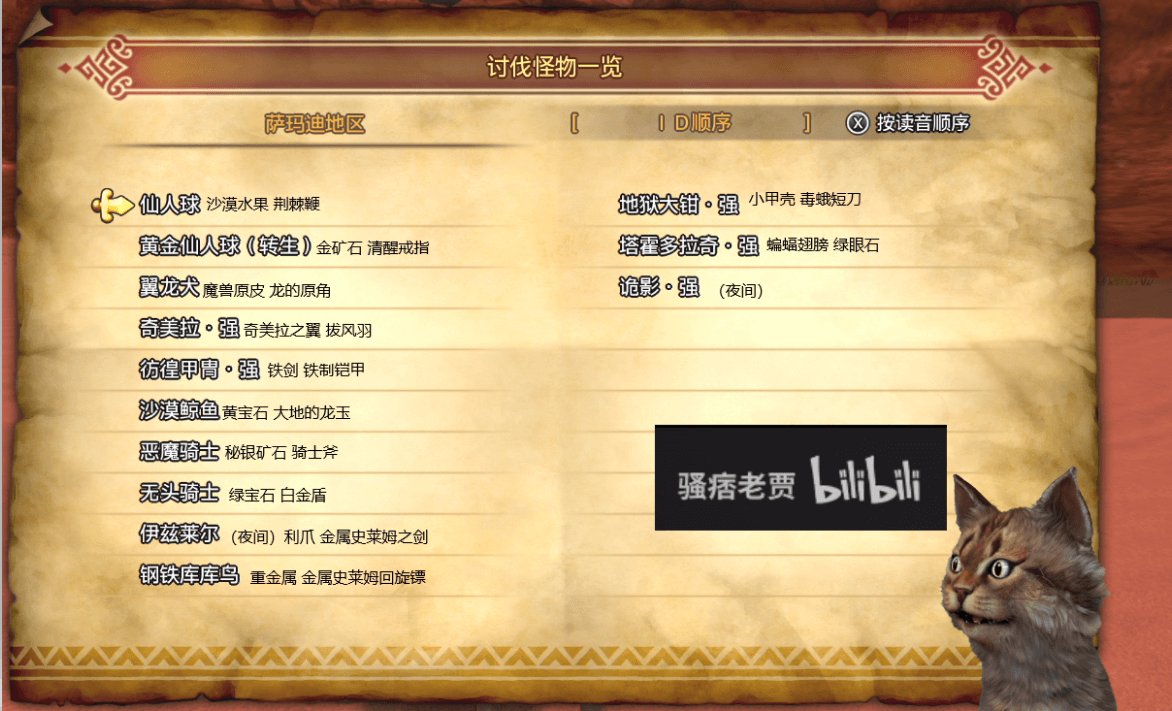 讨伐怪物一览
萨玛迪地区 [ ID顺序 ] Ⓧ 按读音顺序
仙人球 沙漠水果 荆棘鞭
黄金仙人球(转生) 金矿石 清醒戒指
翼龙犬 魔兽原皮 龙的原角
奇美拉·强 奇美拉之翼 拔风羽
彷徨甲胄·强 铁剑 铁制铠甲
沙漠鲸鱼 黄宝石 大地的龙玉
恶魔骑士 秘银矿石 骑士斧
无头骑士 绿宝石 白金盾
伊兹莱尔 (夜间) 利爪 金属史莱姆之剑
钢铁库库鸟 重金属 金属史莱姆回旋镖
地狱大钳·强 小甲壳 毒蛾短刀
塔霍多拉奇·强 蝙蝠翅膀 绿眼石
诡影·强 (夜间)
骚痞老贾 bilibili